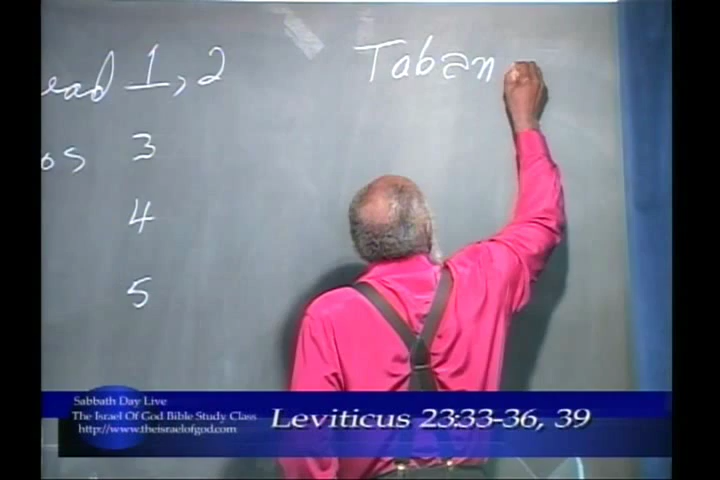 ead 1, 2
Taban
os 3
4
5
Sabbath Day Live
The Israel Of God Bible Study Class
http://www.theisraelofgod.com
Leviticus 23:33-36, 39